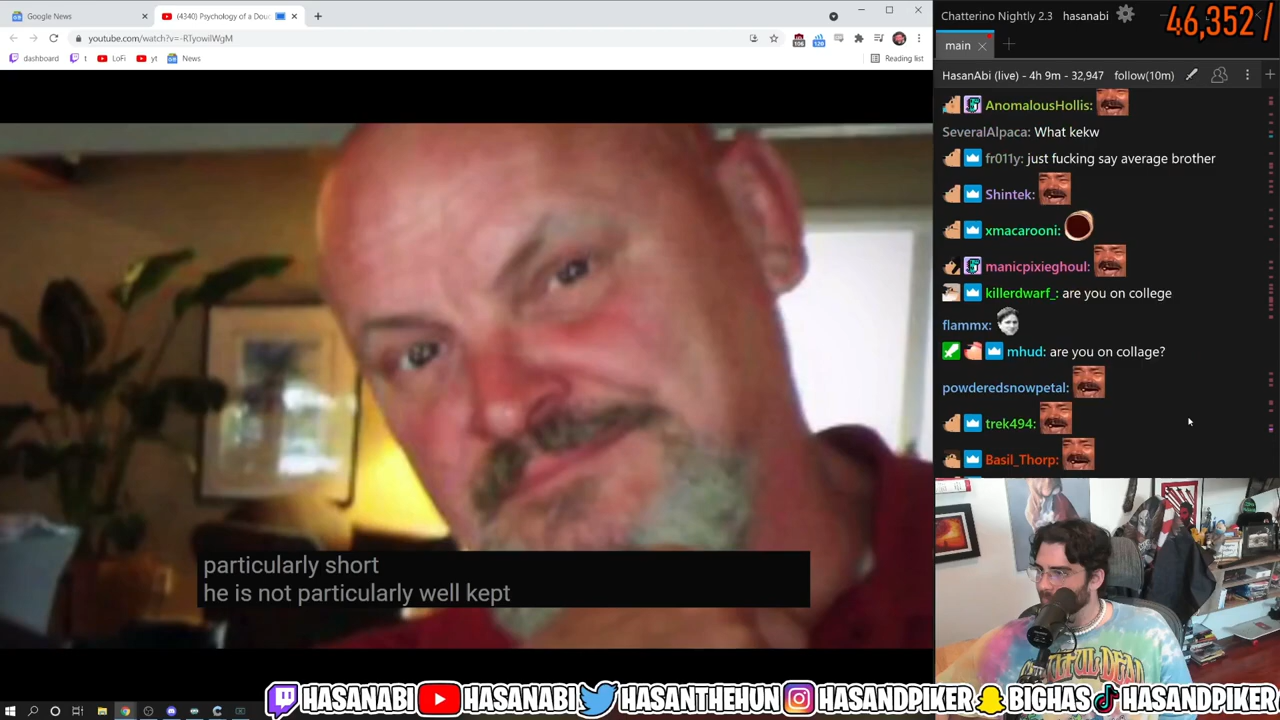 Google News
(4340) Psychology of a Dou
youtube.com/watch?v=-RTyowilWgM
106
120
dashboard
t
LoFi
yt
News
Reading list
particularly short
he is not particularly well kept
Chatterino Nightly 2.3
hasanabi
46,352 /
main
HasanAbi (live) - 4h 9m - 32,947
follow(10m)
AnomalousHollis:
SeveralAlpaca: What kekw
fr011y: just fucking say average brother
Shintek:
xmacarooni:
manicpixieghoul:
killerdwarf_: are you on college
flammx:
mhud: are you on collage?
powderedsnowpetal:
trek494:
Basil_Thorp:
HASANABI
HASANABI
HASANTHEHUN
HASANDPIKER
BIGHAS
HASANDPIKER